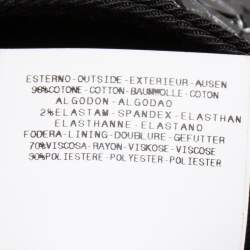 ESTERNO-OUTSIDE-EXTERIEUR-AUSEN
98%COTONE-COTTON-BAUMWOLLE-COTON
ALGODON-ALGODAO
2%ELASTAM-SPANDEX-ELASTHAN
ELASTHANNE-ELASTANO
FODERA-LINING-DOUBLURE-GEFUTTER
70%VISCOSA-RAYON-VISKOSE-VISCOSE
30%POLIESTERE-POLYESTER-POLIESTER